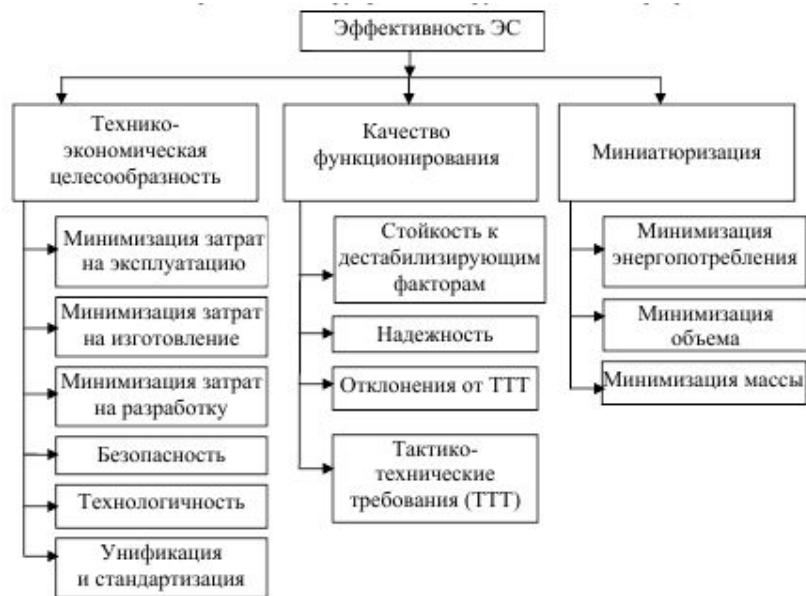 Эффективность ЭС
Технико-
экономическая
целесообразность
Минимизация затрат
на эксплуатацию
Минимизация затрат
на изготовление
Минимизация затрат
на разработку
Безопасность
Технологичность
Унификация
и стандартизация
Качество
функционирования
Стойкость к
дестабилизирующим
факторам
Надежность
Отклонения от ТТТ
Тактико-
технические
требования (ТТТ)
Миниатюризация
Минимизация
энергопотребления
Минимизация
объема
Минимизация массы